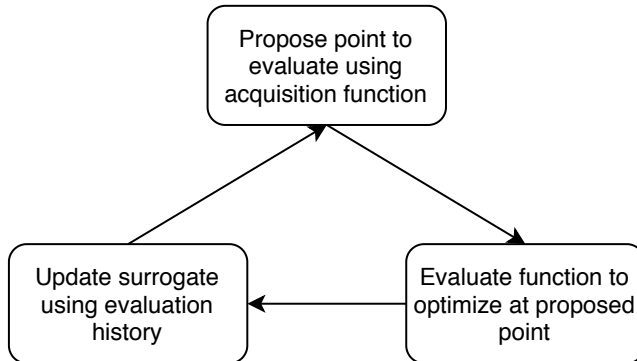 Propose point to
evaluate using
acquisition function
Update surrogate
using evaluation
history
Evaluate function to
optimize at proposed
point